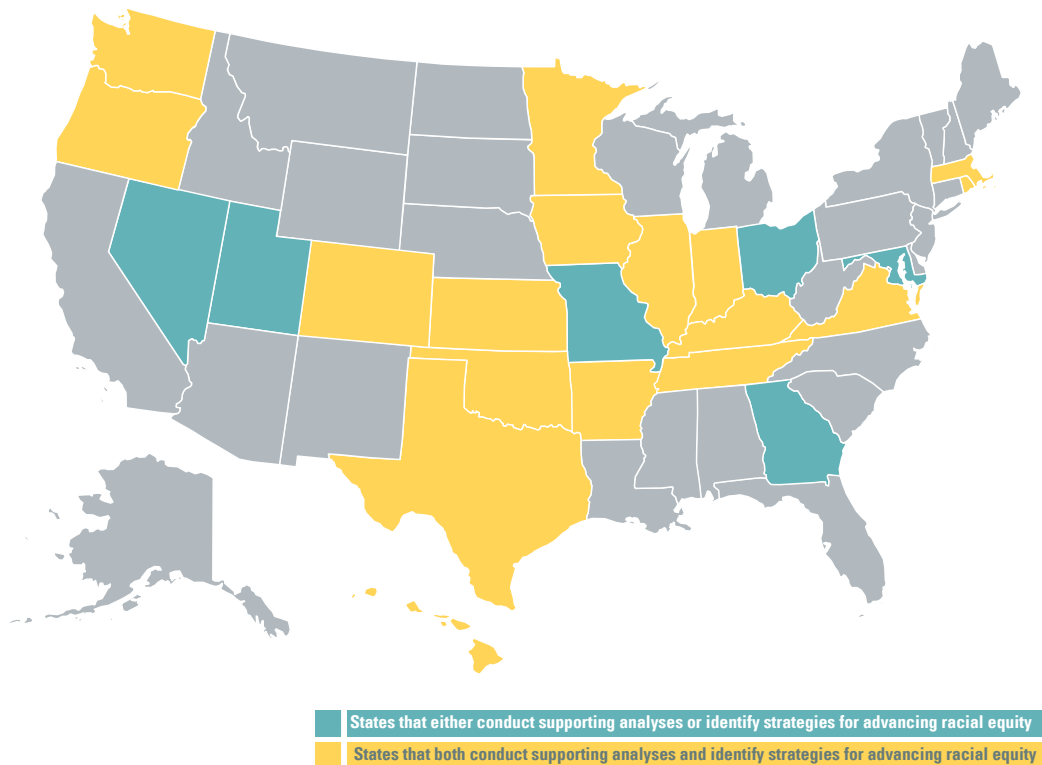 States that either conduct supporting analyses or identify strategies for advancing racial equity
States that both conduct supporting analyses and identify strategies for advancing racial equity